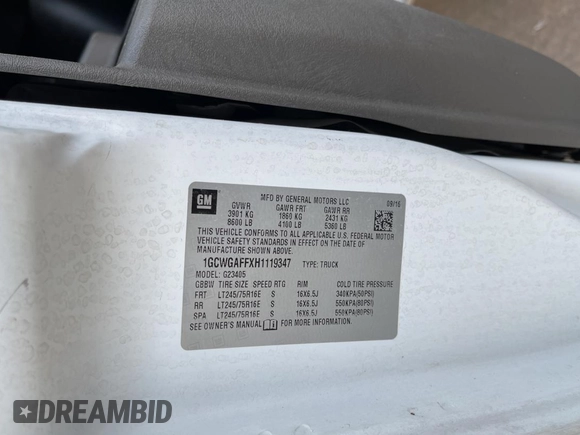 GM
MFD BY GENERAL MOTORS LLC
09/16
GVWR GAWR FRT GAWR RR
3901 KG 1860 KG 2431 KG
8600 LB 4100 LB 5360 LB
THIS VEHICLE CONFORMS TO ALL APPLICABLE U.S. FEDERAL MOTOR
VEHICLE SAFETY STANDARDS IN EFFECT ON THE DATE OF
MANUFACTURE SHOWN ABOVE.
1GCWGAFFXH1119347 TYPE: TRUCK
MODEL: G23405
GBBW TIRE SIZE SPEED RTG RIM COLD TIRE PRESSURE
FRT LT245/75R16E S 16X6.5J 340KPA(50PSI)
RR LT245/75R16E S 16X6.5J 550KPA(80PSI)
SPA LT245/75R16E S 16X6.5J 550KPA(80PSI)
SEE OWNER'S MANUAL FOR MORE INFORMATION.
DREAMBID